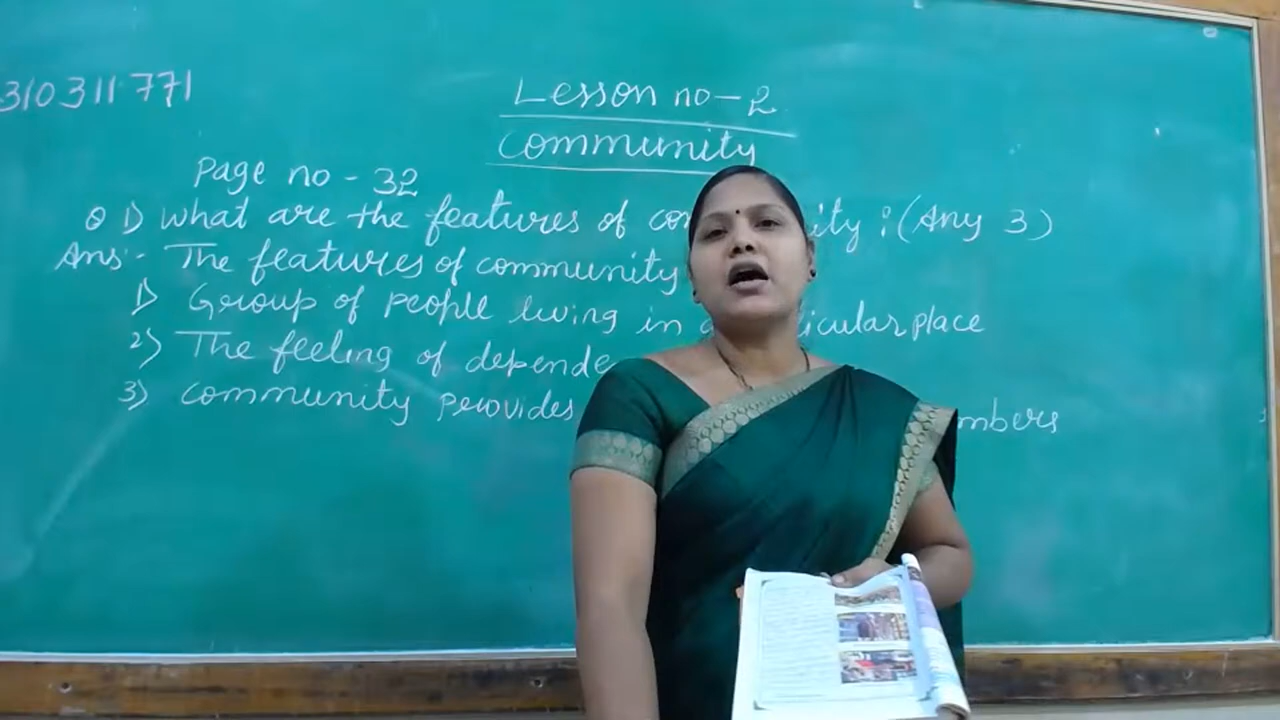 310311771
Lesson no-2
Community
Page no - 32
Q 1) what are the features of com ity : (Any 3)
Ans:- The features of community
1) Group of people living in a icular place
2) The feeling of depende
3) community provides mbers